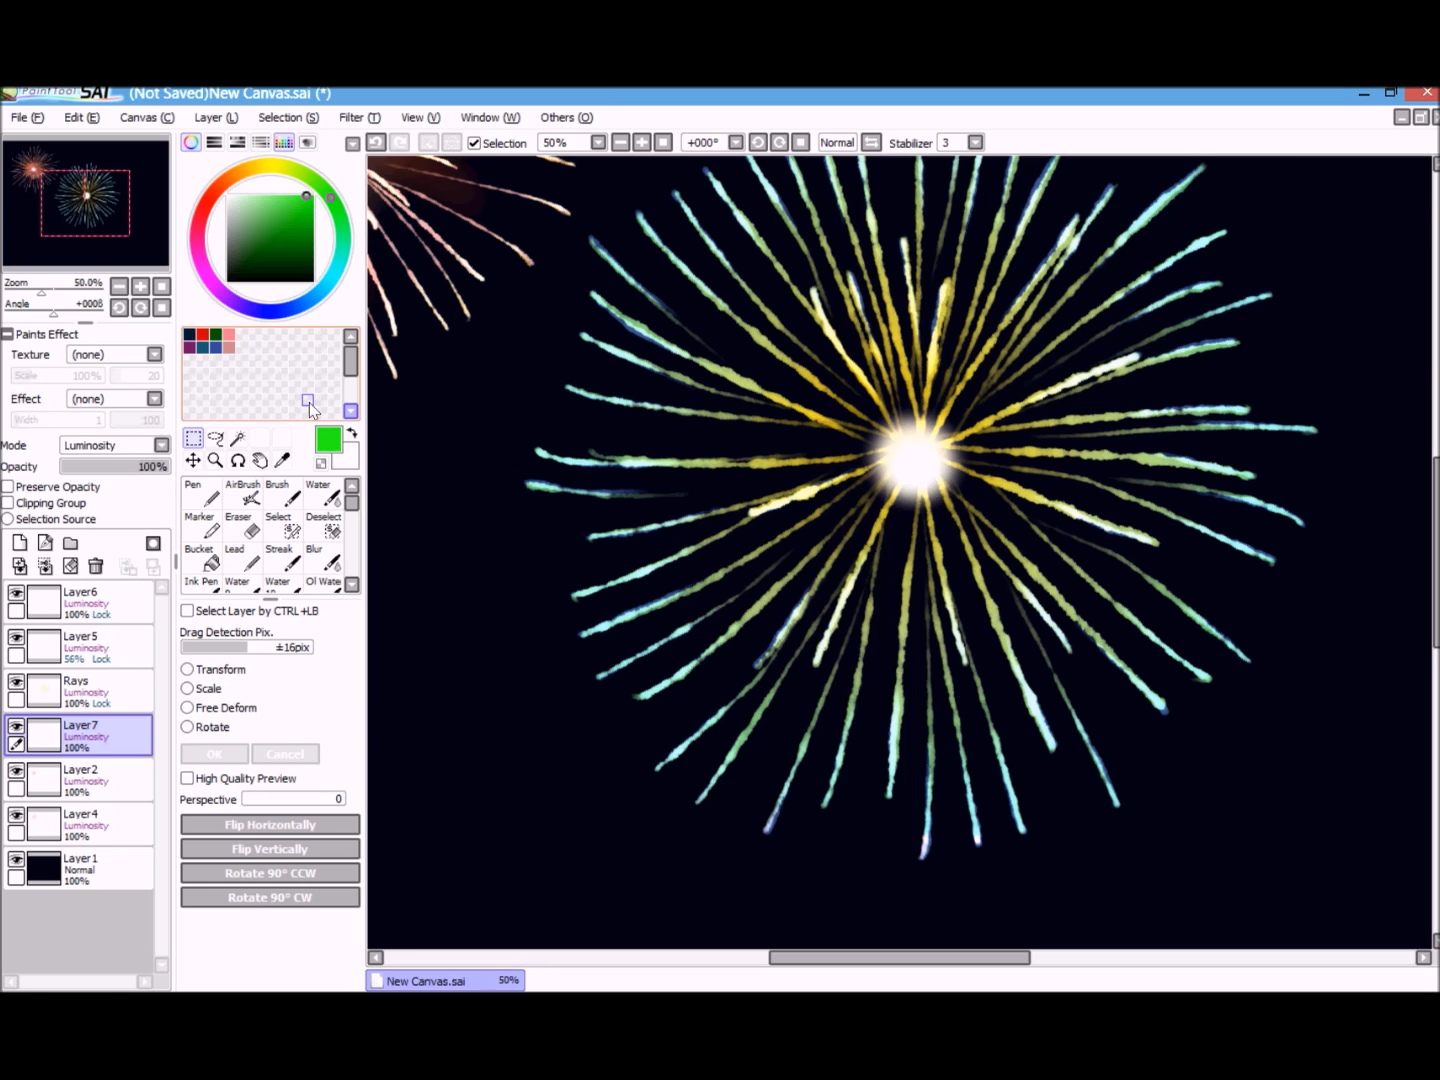 PaintTool SAI (Not Saved)New Canvas.sai (*)
File (F) Edit (E) Canvas (C) Layer (L) Selection (S) Filter (T) View (V) Window (W) Others (O)
Selection 50% +000° Normal Stabilizer 3
Zoom 50.0%
Angle +000ß
Paints Effect
Texture (none)
Scale 100% 20
Effect (none)
Width 1 100
Mode Luminosity
Opacity 100%
Preserve Opacity
Clipping Group
Selection Source
Layer6
Luminosity
100% Lock
Layer5
Luminosity
56% Lock
Rays
Luminosity
100% Lock
Layer7
Luminosity
100%
Layer2
Luminosity
100%
Layer4
Luminosity
100%
Layer1
Normal
100%
Pen AirBrush Brush Water
Marker Eraser Select Deselect
Bucket Lead Streak Blur
Ink Pen Water Water Ol Wate
Select Layer by CTRL+LB
Drag Detection Pix.
±16pix
Transform
Scale
Free Deform
Rotate
OK Cancel
High Quality Preview
Perspective 0
Flip Horizontally
Flip Vertically
Rotate 90° CCW
Rotate 90° CW
New Canvas.sai 50%